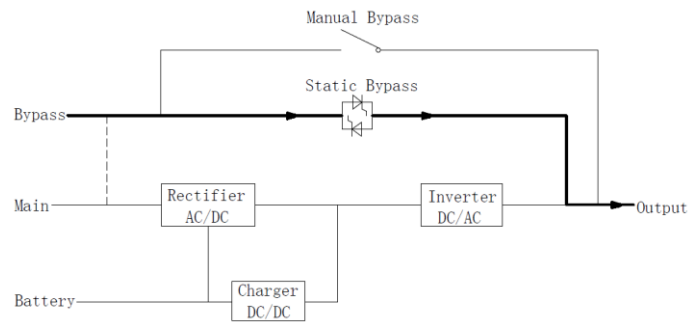 Manual Bypass
Static Bypass
Bypass
Main
Rectifier
AC/DC
Inverter
DC/AC
Output
Battery
Charger
DC/DC